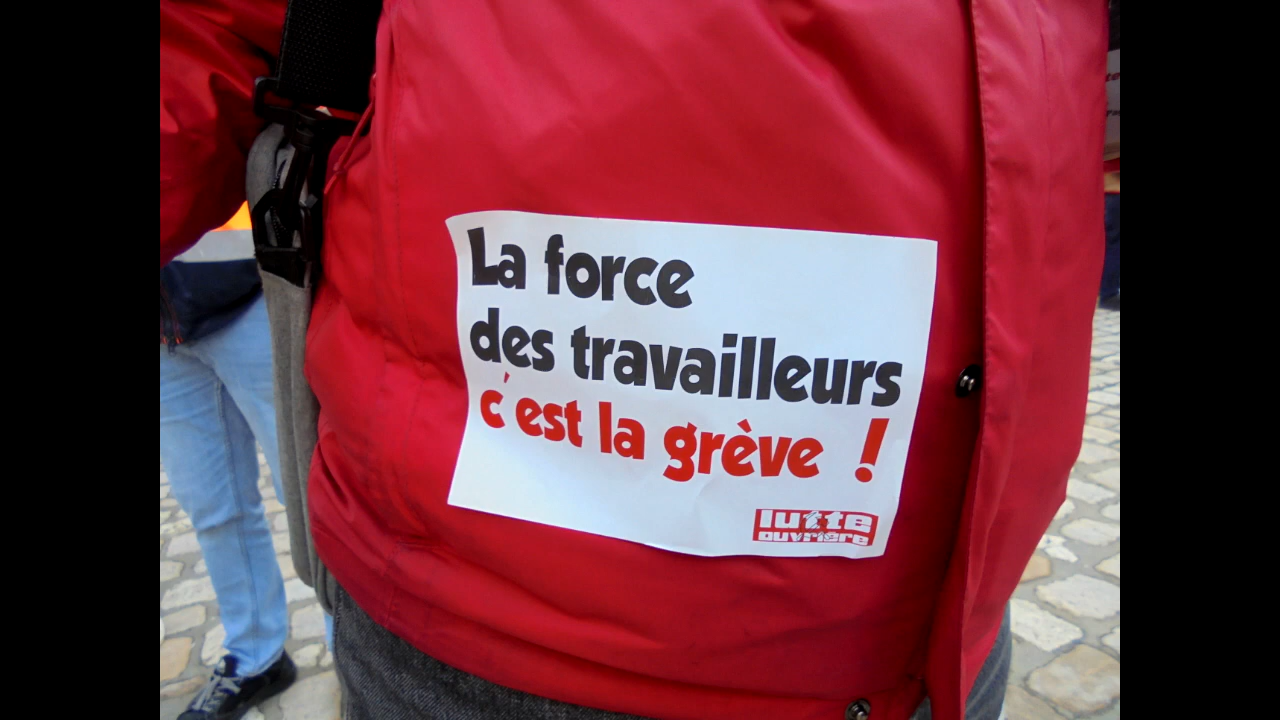 La force
des travailleurs
c'est la grève !
lutte
ouvrière